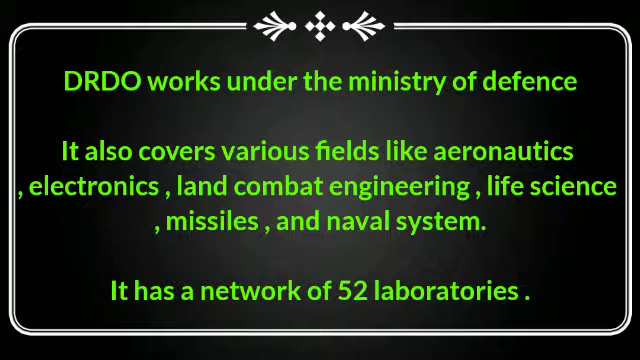 DRDO works under the ministry of defence
It also covers various fields like aeronautics
, electronics , land combat engineering , life science
, missiles , and naval system.
It has a network of 52 laboratories .